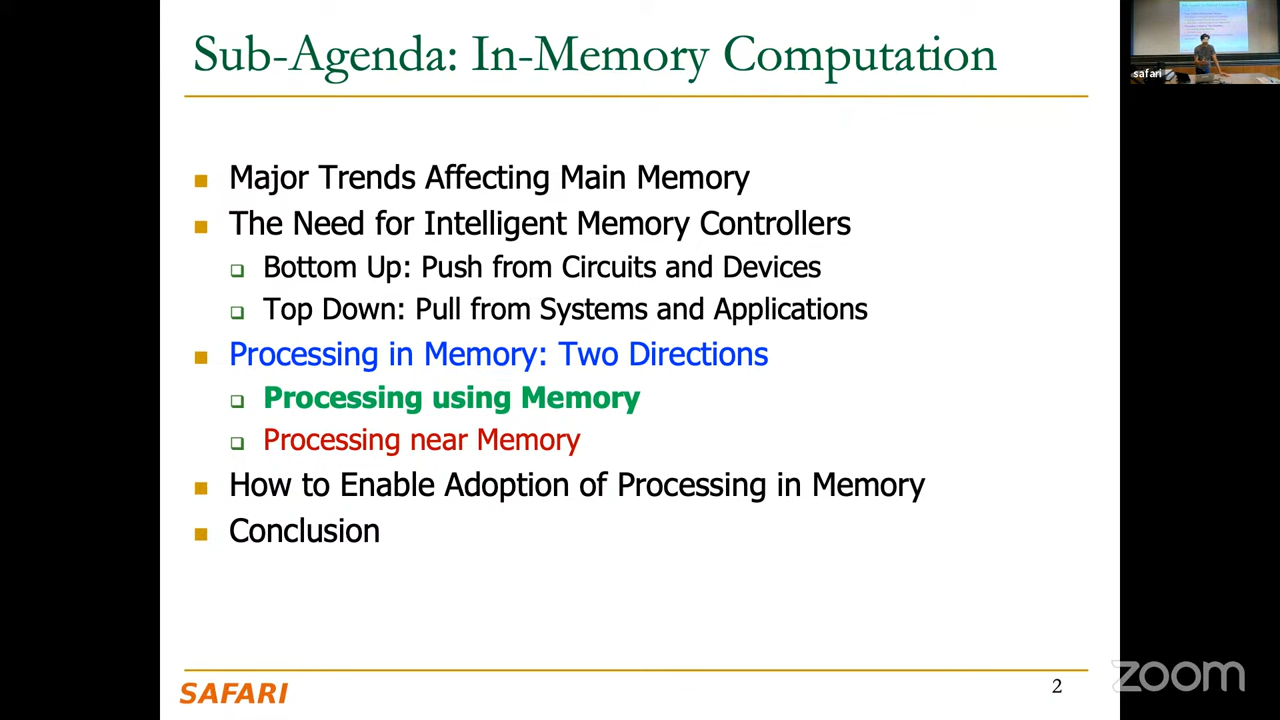 Sub-Agenda: In-Memory Computation
safari
Major Trends Affecting Main Memory
The Need for Intelligent Memory Controllers
Bottom Up: Push from Circuits and Devices
Top Down: Pull from Systems and Applications
Processing in Memory: Two Directions
Processing using Memory
Processing near Memory
How to Enable Adoption of Processing in Memory
Conclusion
SAFARI
2
zoom